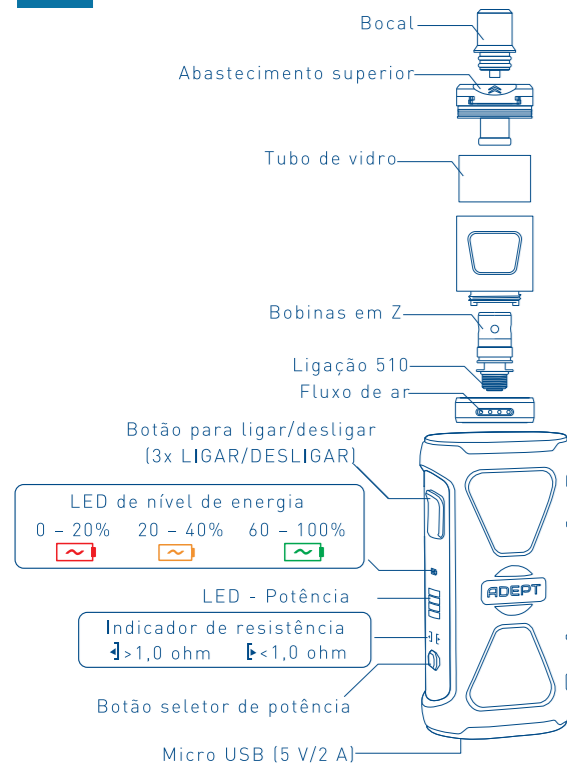 Bocal
Abastecimento superior
Tubo de vidro
Bobinas em Z
Ligação 510
Fluxo de ar
Botão para ligar/desligar
(3x LIGAR/DESLIGAR)
LED de nível de energia
0 – 20% 20 – 40% 60 – 100%
LED - Potência
ADEPT
Indicador de resistência
>1,0 ohm <1,0 ohm
Botão seletor de potência
Micro USB (5 V/2 A)